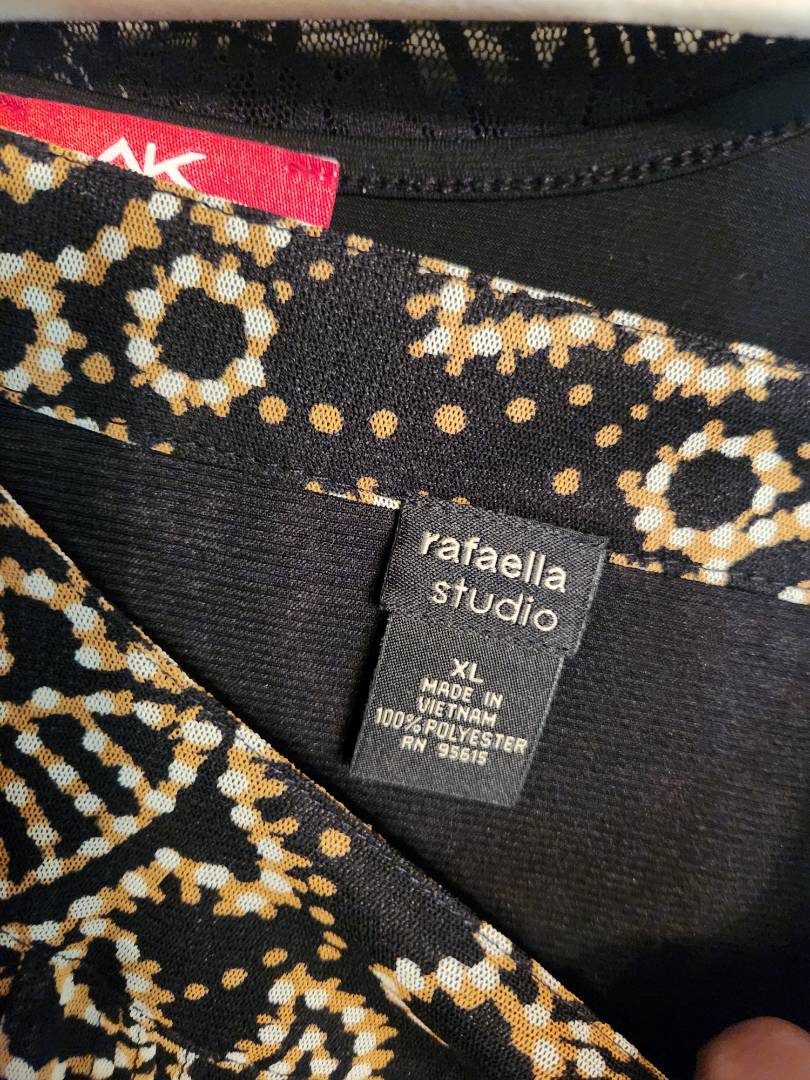 AK
rafaella
studio
XL
MADE IN
VIETNAM
100% POLYESTER
RN 95615